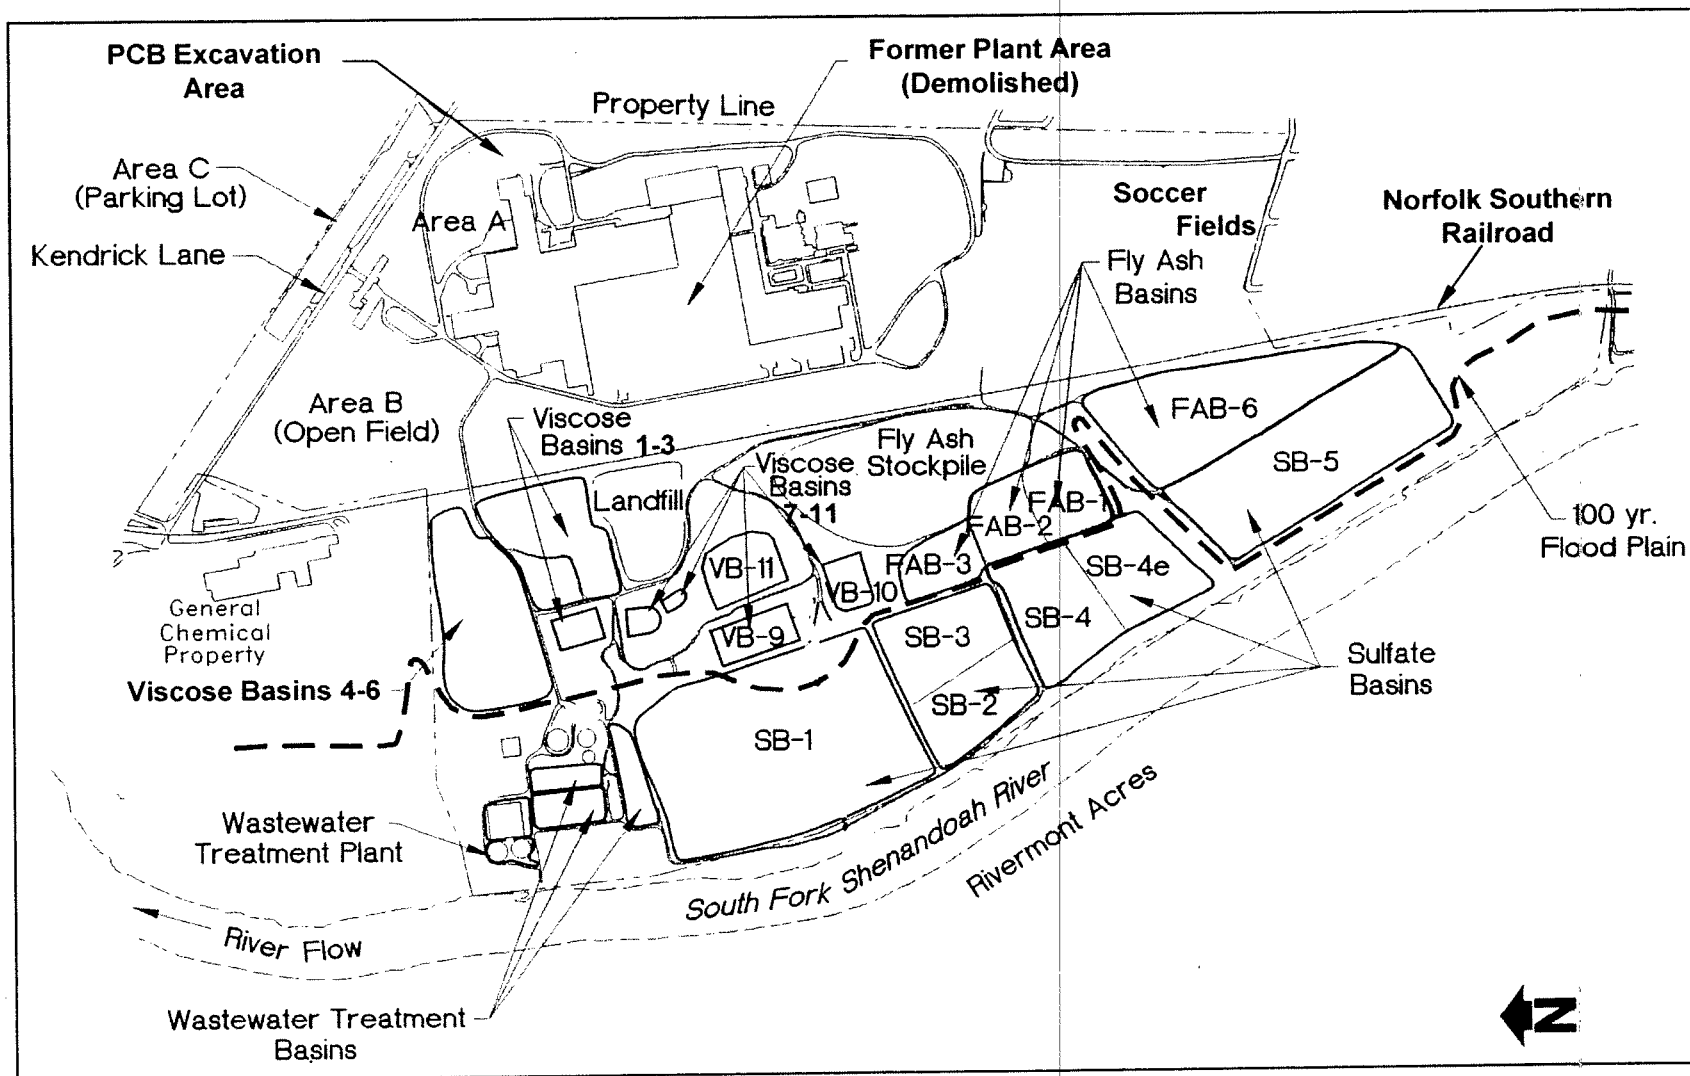 PCB Excavation
Area
Former Plant Area
(Demolished)
Property Line
Area C
(Parking Lot)
Kendrick Lane
Area A
Soccer
Fields
Norfolk Southern
Railroad
Fly Ash
Basins
Area B
(Open Field)
Viscose
Basins 1-3
Landfill
Viscose
Basins
7-11
Fly Ash
Stockpile
FAB-6
SB-5
FAB-1
FAB-2
FAB-3
100 yr.
Flood Plain
VB-11
VB-10
VB-9
SB-4e
SB-4
SB-3
SB-2
SB-1
General
Chemical
Property
Viscose Basins 4-6
Sulfate
Basins
Wastewater
Treatment Plant
South Fork Shenandoah River
Rivermont Acres
River Flow
Wastewater Treatment
Basins
N